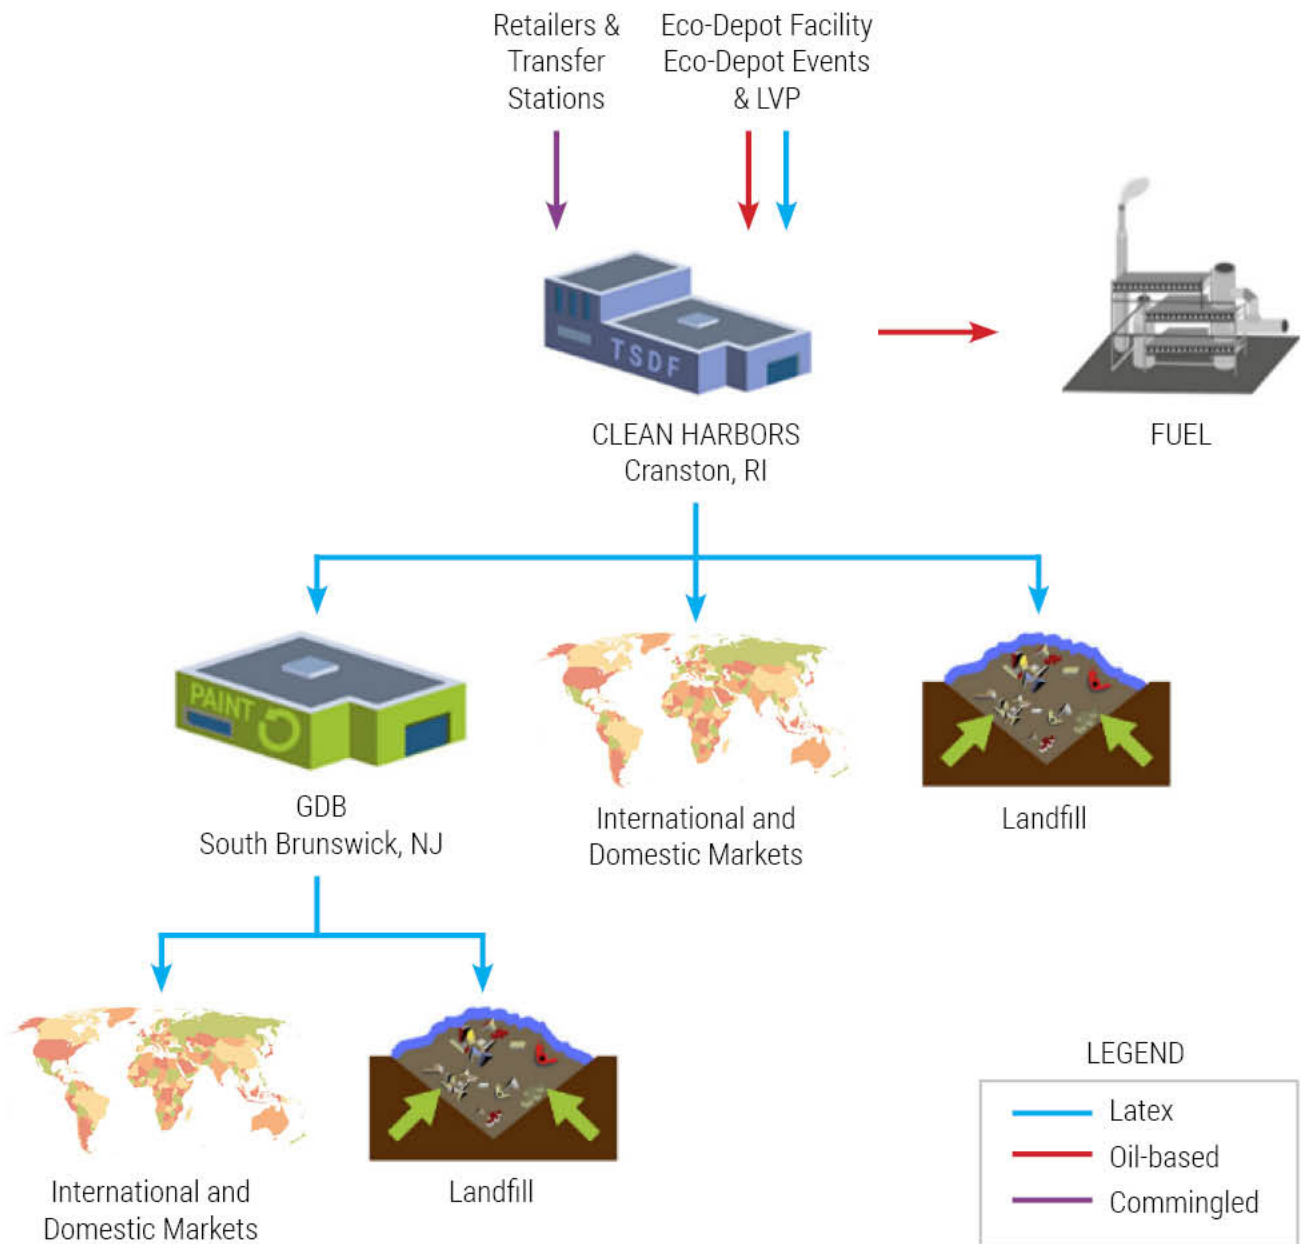 Retailers &
Transfer
Stations
Eco-Depot Facility
Eco-Depot Events
& LVP
TSDF
CLEAN HARBORS
Cranston, RI
FUEL
PAINT
GDB
South Brunswick, NJ
International and
Domestic Markets
Landfill
International and
Domestic Markets
Landfill
LEGEND
Latex
Oil-based
Commingled